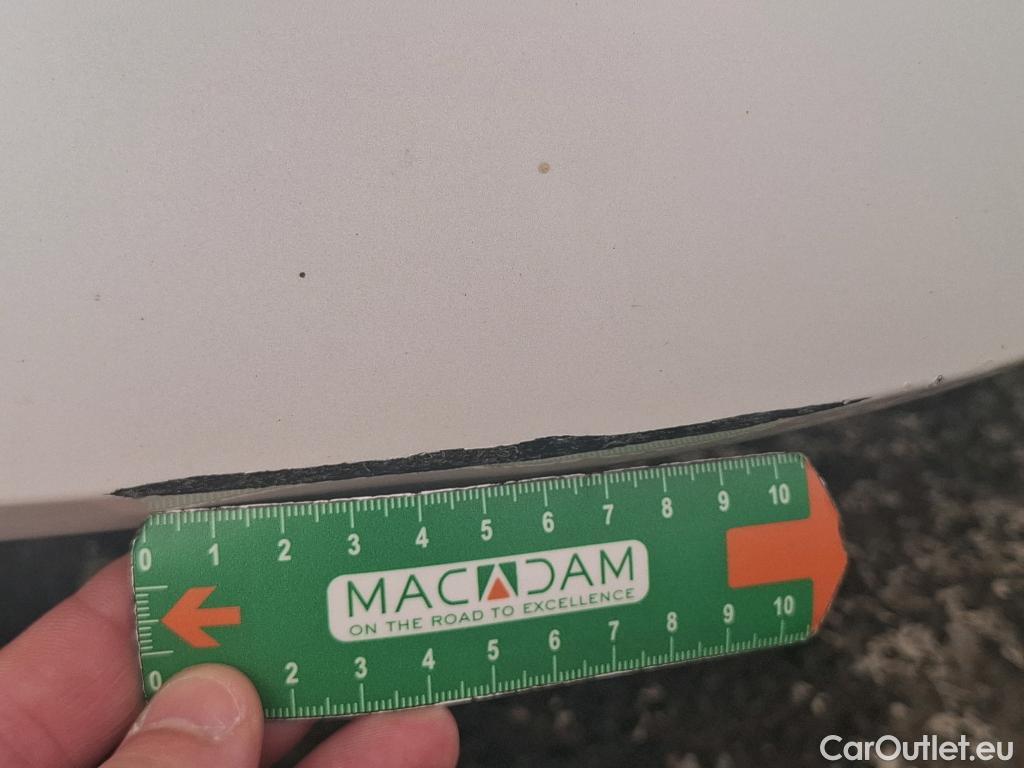 0 1 2 3 4 5 6 7 8 9 10
MACADAM
ON THE ROAD TO EXCELLENCE
0 2 3 4 5 6 7 8 9 10
CarOutlet.eu